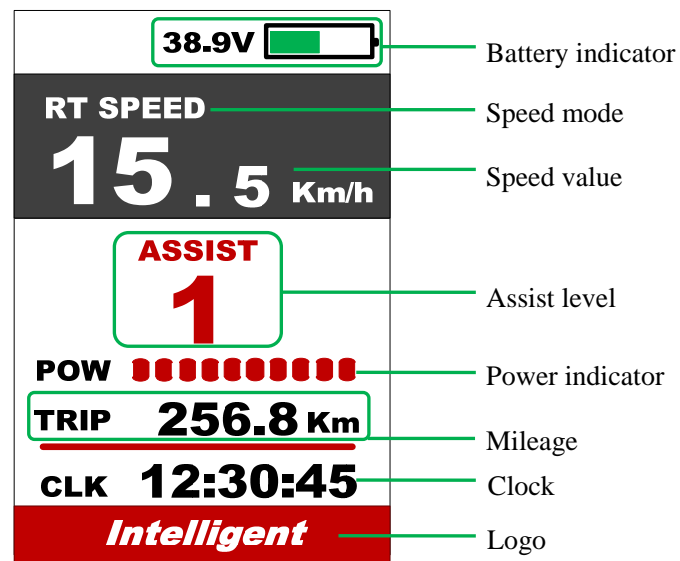 38.9V
Battery indicator
RT SPEED
Speed mode
15.5 Km/h
Speed value
ASSIST
1
Assist level
POW
Power indicator
TRIP 256.8 Km
Mileage
CLK 12:30:45
Clock
Intelligent
Logo